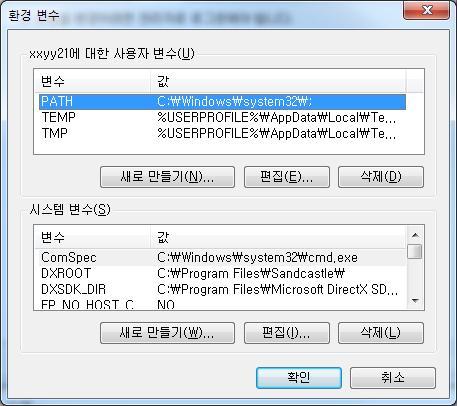 환경 변수
xxyy21에 대한 사용자 변수(U)
변수 값
PATH C:₩Windows₩system32₩;
TEMP %USERPROFILE%₩AppData₩Local₩Te...
TMP %USERPROFILE%₩AppData₩Local₩Te...
새로 만들기(N)... 편집(E)... 삭제(D)
시스템 변수(S)
변수 값
ComSpec C:₩Windows₩system32₩cmd.exe
DXROOT C:₩Program Files₩Sandcastle₩
DXSDK_DIR C:₩Program Files₩Microsoft DirectX SD...
FP_NO_HOST_C... NO
새로 만들기(W)... 편집(I)... 삭제(L)
확인 취소